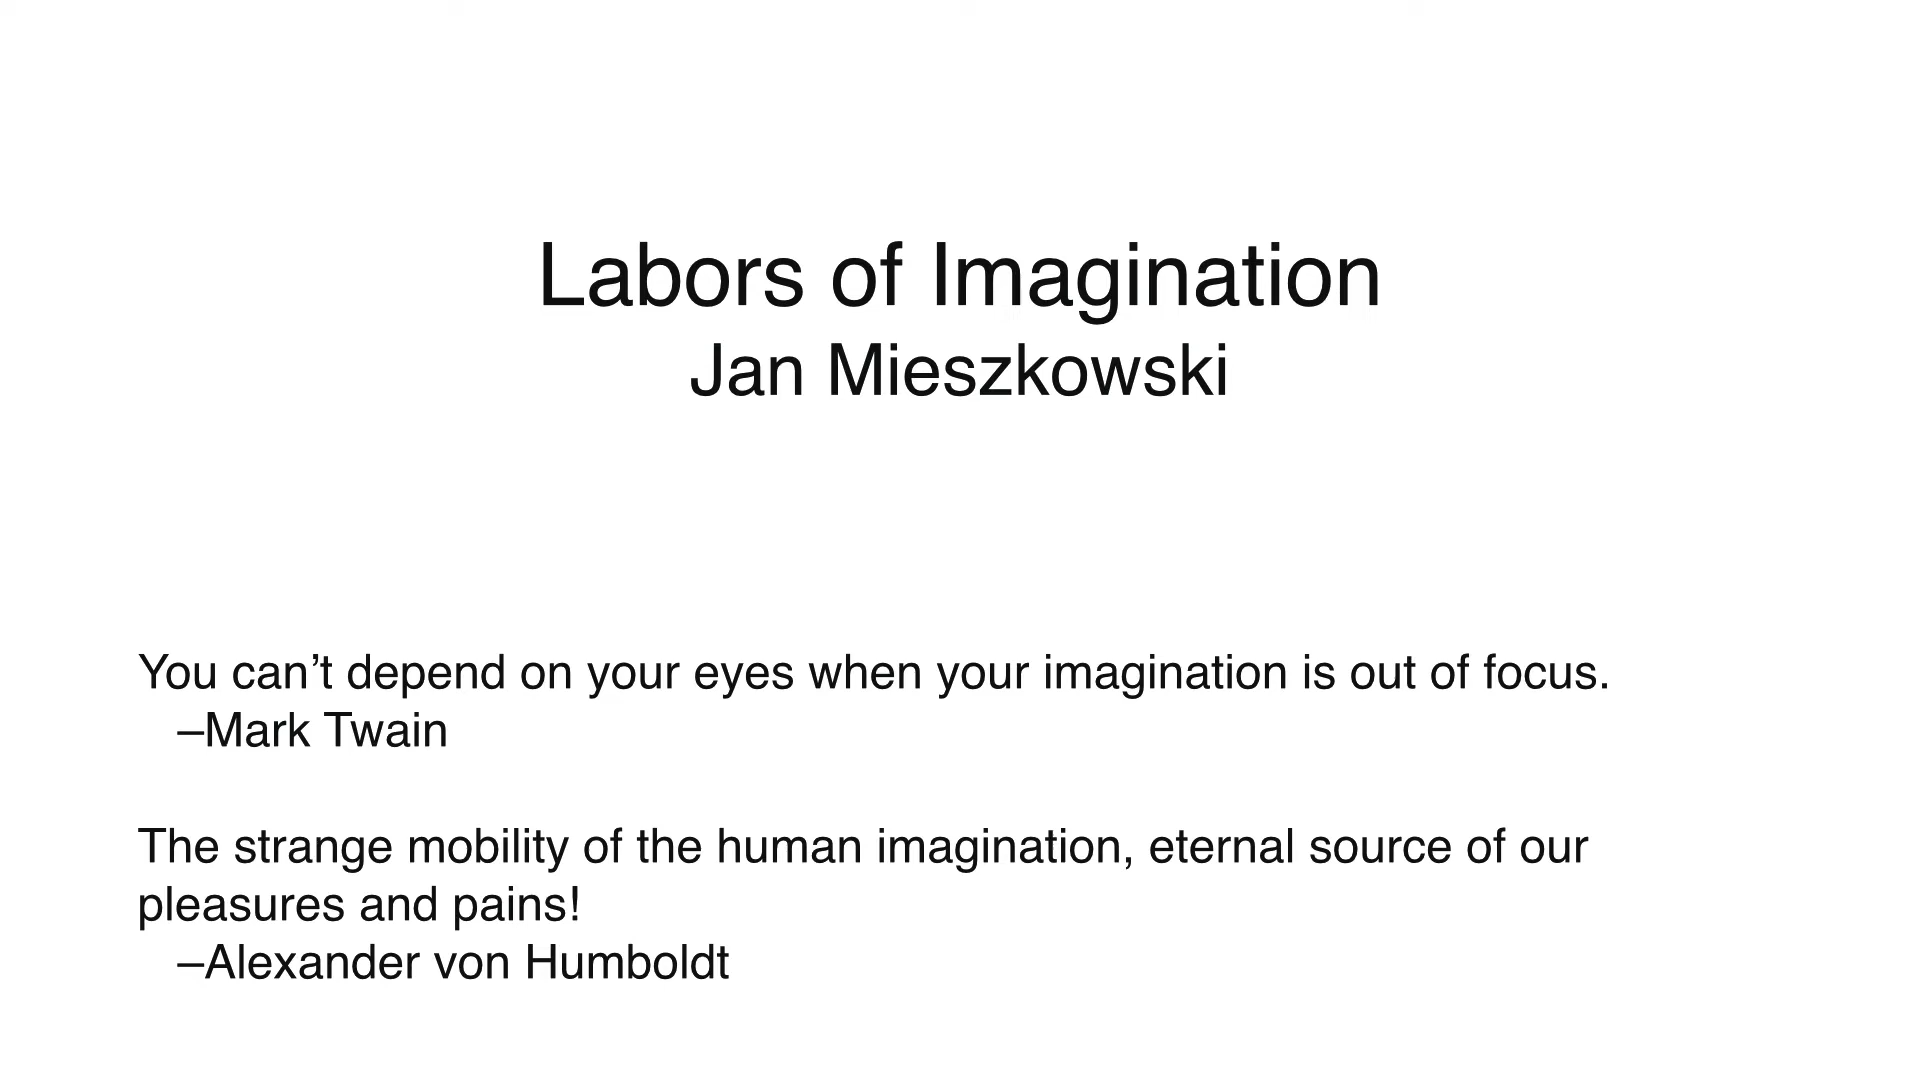 Labors of Imagination
Jan Mieszkowski
You can’t depend on your eyes when your imagination is out of focus.
–Mark Twain
The strange mobility of the human imagination, eternal source of our
pleasures and pains!
–Alexander von Humboldt